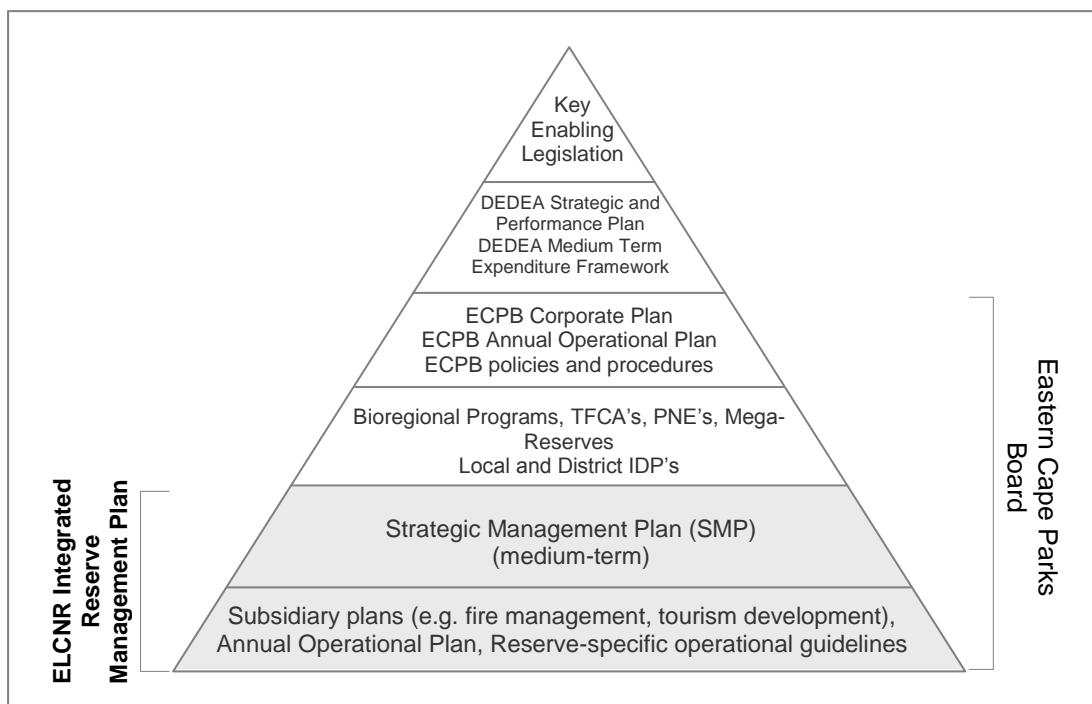 Key
Enabling
Legislation
DEDEA Strategic and
Performance Plan
DEDEA Medium Term
Expenditure Framework
ECPB Corporate Plan
ECPB Annual Operational Plan
ECPB policies and procedures
Bioregional Programs, TFCA's, PNE's, Mega-
Reserves
Local and District IDP's
Strategic Management Plan (SMP)
(medium-term)
Subsidiary plans (e.g. fire management, tourism development),
Annual Operational Plan, Reserve-specific operational guidelines
ELCNR Integrated
Reserve
Management Plan
Eastern Cape Parks
Board